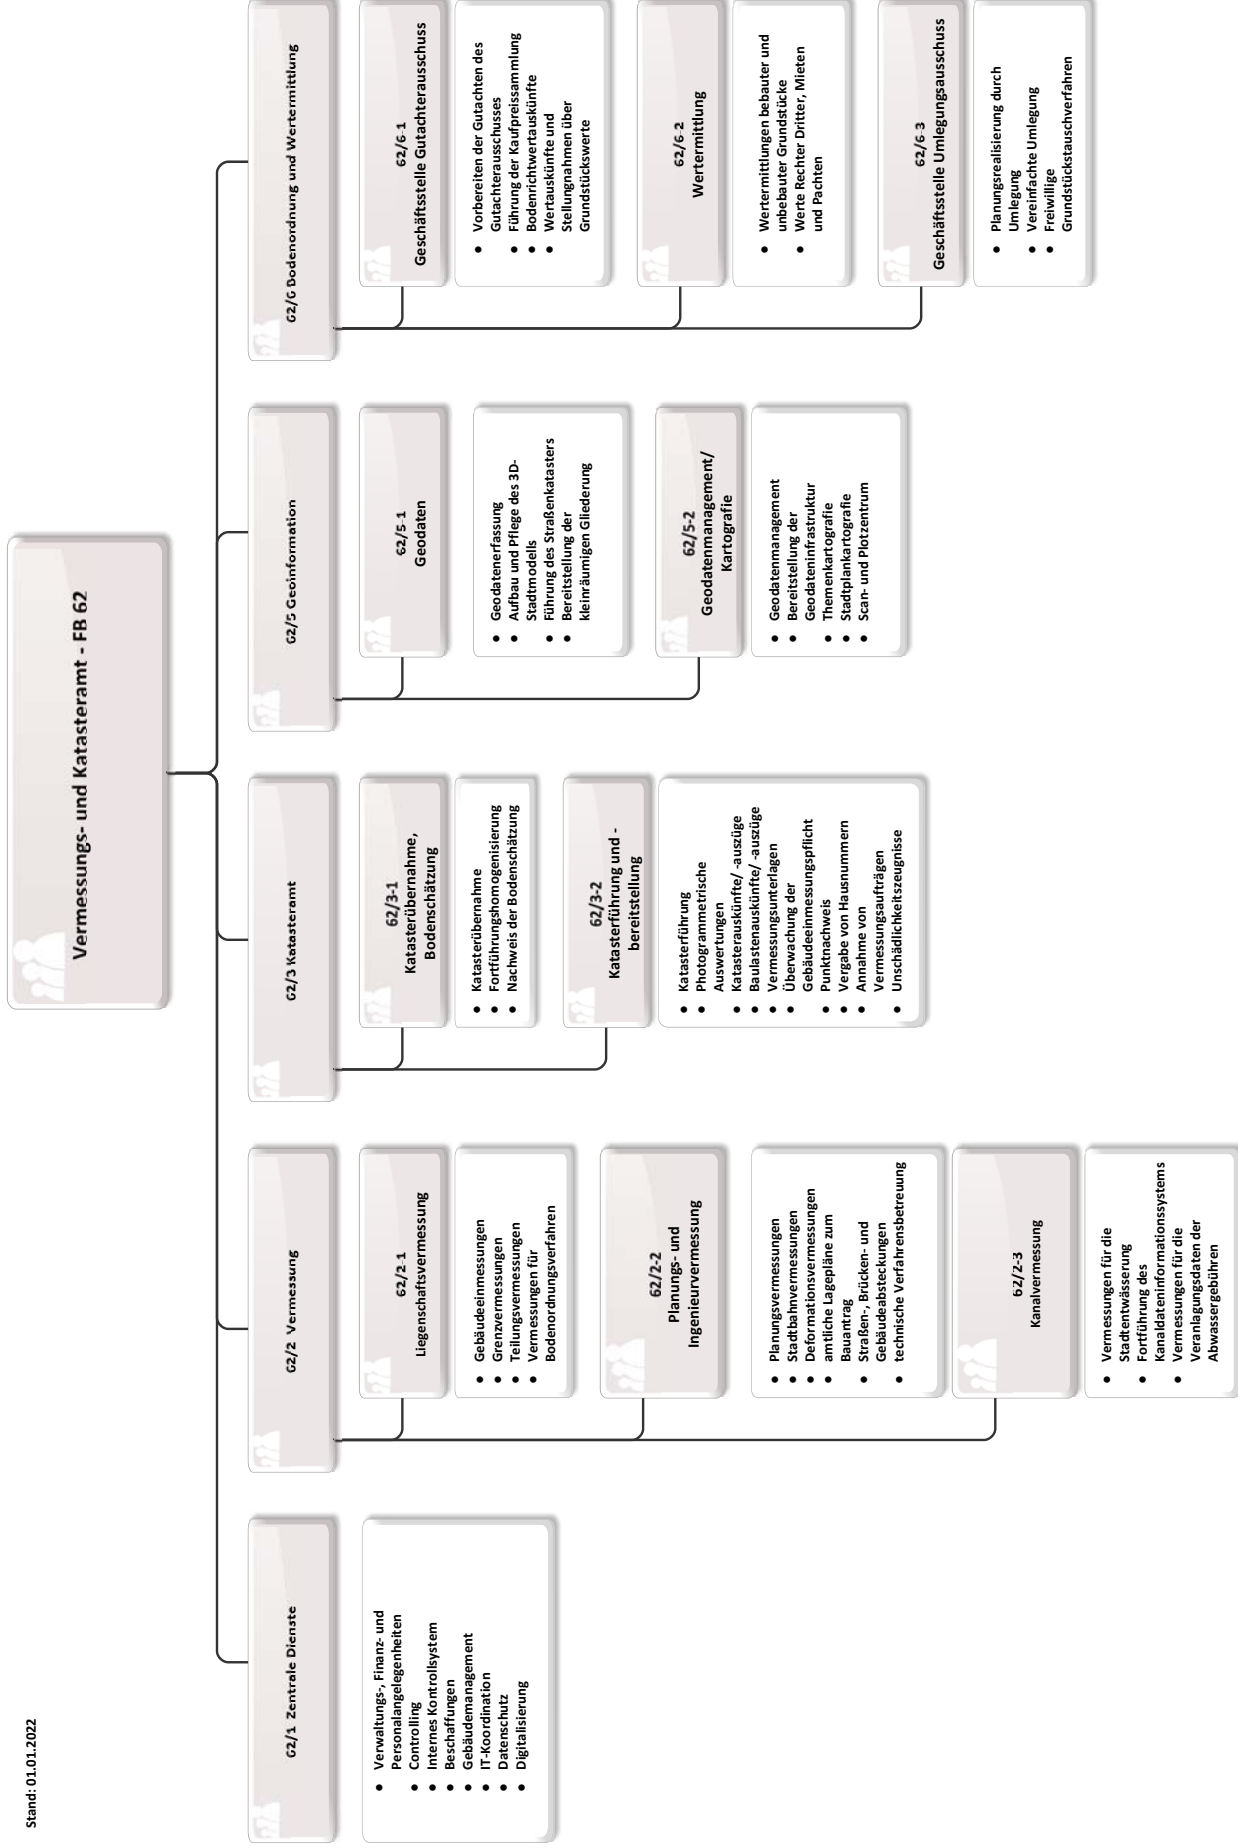 Stand: 01.01.2022
Vermessungs- und Katasteramt - FB 62
62/1 Zentrale Dienste
• Verwaltungs-, Finanz- und
Personalangelegenheiten
• Controlling
• Internes Kontrollsystem
• Beschaffungen
• Gebäudemanagement
• IT-Koordination
• Datenschutz
• Digitalisierung
62/2 Vermessung
62/2-1
Liegenschaftsvermessung
• Gebäudeeinmessungen
• Grenzvermessungen
• Teilungsvermessungen
• Vermessungen für
Bodenordnungsverfahren
62/2-2
Planungs- und
Ingenieurvermessung
• Planungsvermessungen
• Stadtbahnvermessungen
• Deformationsvermessungen
• amtliche Lagepläne zum
Bauantrag
• Straßen-, Brücken- und
Gebäudeabsteckungen
• technische Verfahrensbetreuung
62/2-3
Kanalvermessung
• Vermessungen für die
Stadtentwässerung
• Fortführung des
Kanaldateninformationssystems
• Vermessungen für die
Veranlagungsdaten der
Abwassergebühren
62/3 Katasteramt
62/3-1
Katasterübernahme,
Bodenschätzung
• Katasterübernahme
• Fortführungshomogenisierung
• Nachweis der Bodenschätzung
62/3-2
Katasterführung und -
bereitstellung
• Katasterführung
• Photogrammetrische
Auswertungen
• Katasterauskünfte/ -auszüge
• Baulastenauskünfte/ -auszüge
• Vermessungsunterlagen
• Überwachung der
Gebäudeeinmessungspflicht
• Punktnachweis
• Vergabe von Hausnummern
• Annahme von
Vermessungsaufträgen
• Unschädlichkeitszeugnisse
62/5 Geoinformation
62/5-1
Geodaten
• Geodatenerfassung
• Aufbau und Pflege des 3D-
Stadtmodells
• Führung des Straßenkatasters
• Bereitstellung der
kleinräumigen Gliederung
62/5-2
Geodatenmanagement/
Kartografie
• Geodatenmanagement
• Bereitstellung der
Geodateninfrastruktur
• Themenkartografie
• Stadtplankartografie
• Scan- und Plotzentrum
62/6 Bodenordnung und Wertermittlung
62/6-1
Geschäftsstelle Gutachterausschuss
• Vorbereiten der Gutachten des
Gutachterausschusses
• Führung der Kaufpreissammlung
• Bodenrichtwertauskünfte
• Wertauskünfte und
Stellungnahmen über
Grundstückswerte
62/6-2
Wertermittlung
• Wertermittlungen bebauter und
unbebauter Grundstücke
• Werte Rechter Dritter, Mieten
und Pachten
62/6-3
Geschäftsstelle Umlegungsausschuss
• Planungsrealisierung durch
Umlegung
• Vereinfachte Umlegung
• Freiwillige
Grundstückstauschverfahren